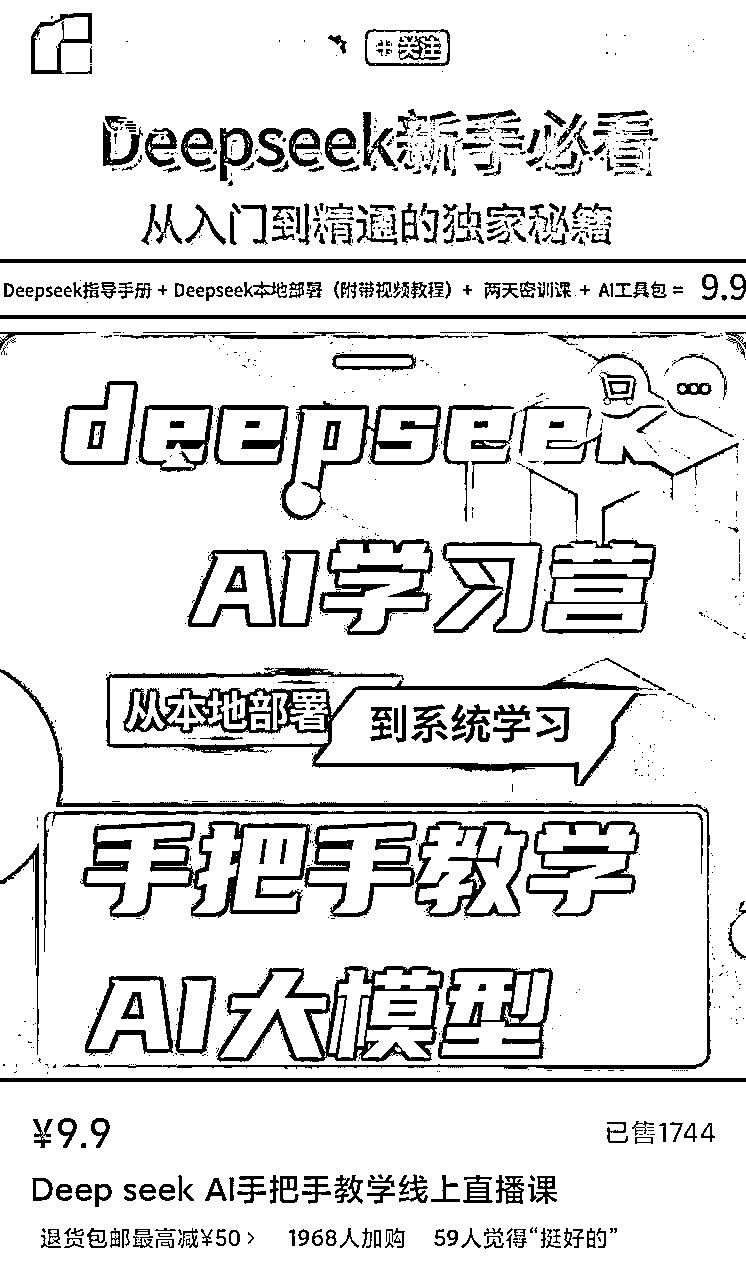 关注
Deepseek新手必看
从入门到精通的独家秘籍
Deepseek指导手册 + Deepseek本地部署（附带视频教程）+ 两天密训课 + AI工具包 = 9.9
deepseek
AI学习营
从本地部署 到系统学习
手把手教学
AI大模型
¥9.9 已售1744
Deep seek AI手把手教学线上直播课
退货包邮最高减¥50 > 1968人加购 59人觉得“挺好的”